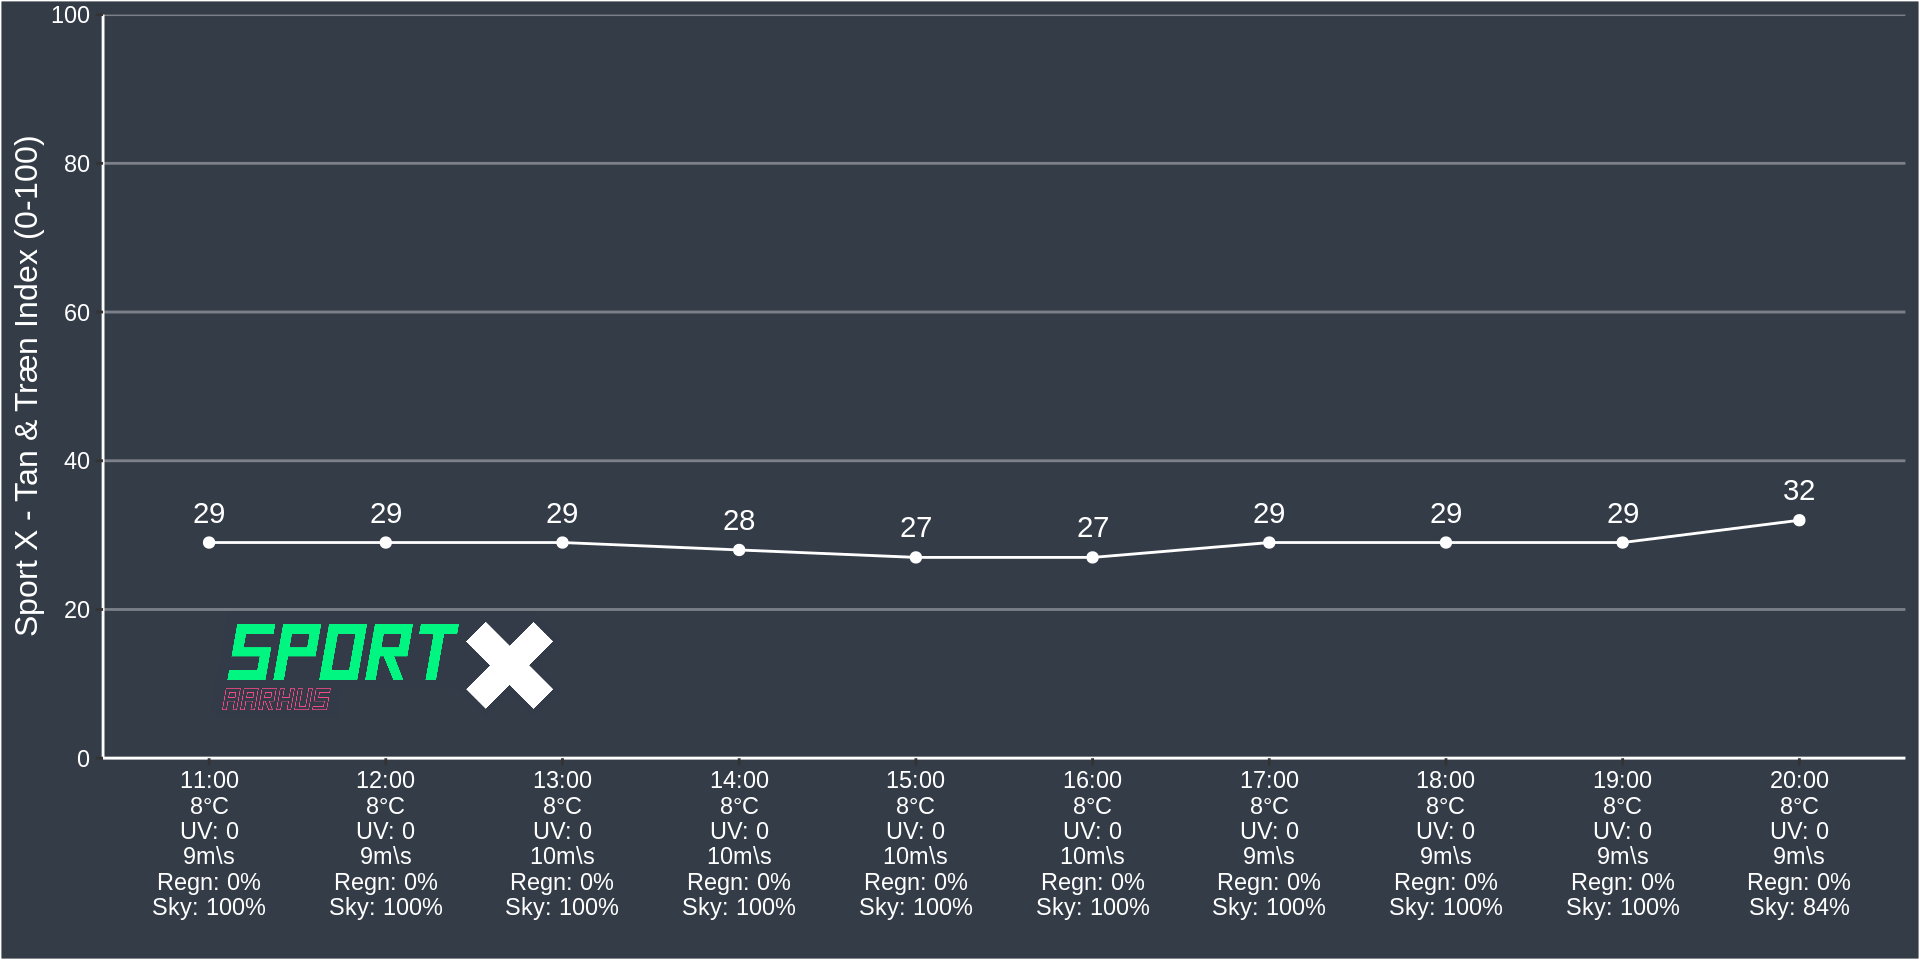 Sport X - Tan & Træn Index (0-100)
100
80
60
40
20
0
29
29
29
28
27
27
29
29
29
32
SPORT X
AARHUS
11:00 12:00 13:00 14:00 15:00 16:00 17:00 18:00 19:00 20:00
8°C 8°C 8°C 8°C 8°C 8°C 8°C 8°C 8°C 8°C
UV: 0 UV: 0 UV: 0 UV: 0 UV: 0 UV: 0 UV: 0 UV: 0 UV: 0 UV: 0
9m\s 9m\s 10m\s 10m\s 10m\s 10m\s 9m\s 9m\s 9m\s 9m\s
Regn: 0% Regn: 0% Regn: 0% Regn: 0% Regn: 0% Regn: 0% Regn: 0% Regn: 0% Regn: 0% Regn: 0%
Sky: 100% Sky: 100% Sky: 100% Sky: 100% Sky: 100% Sky: 100% Sky: 100% Sky: 100% Sky: 100% Sky: 84%